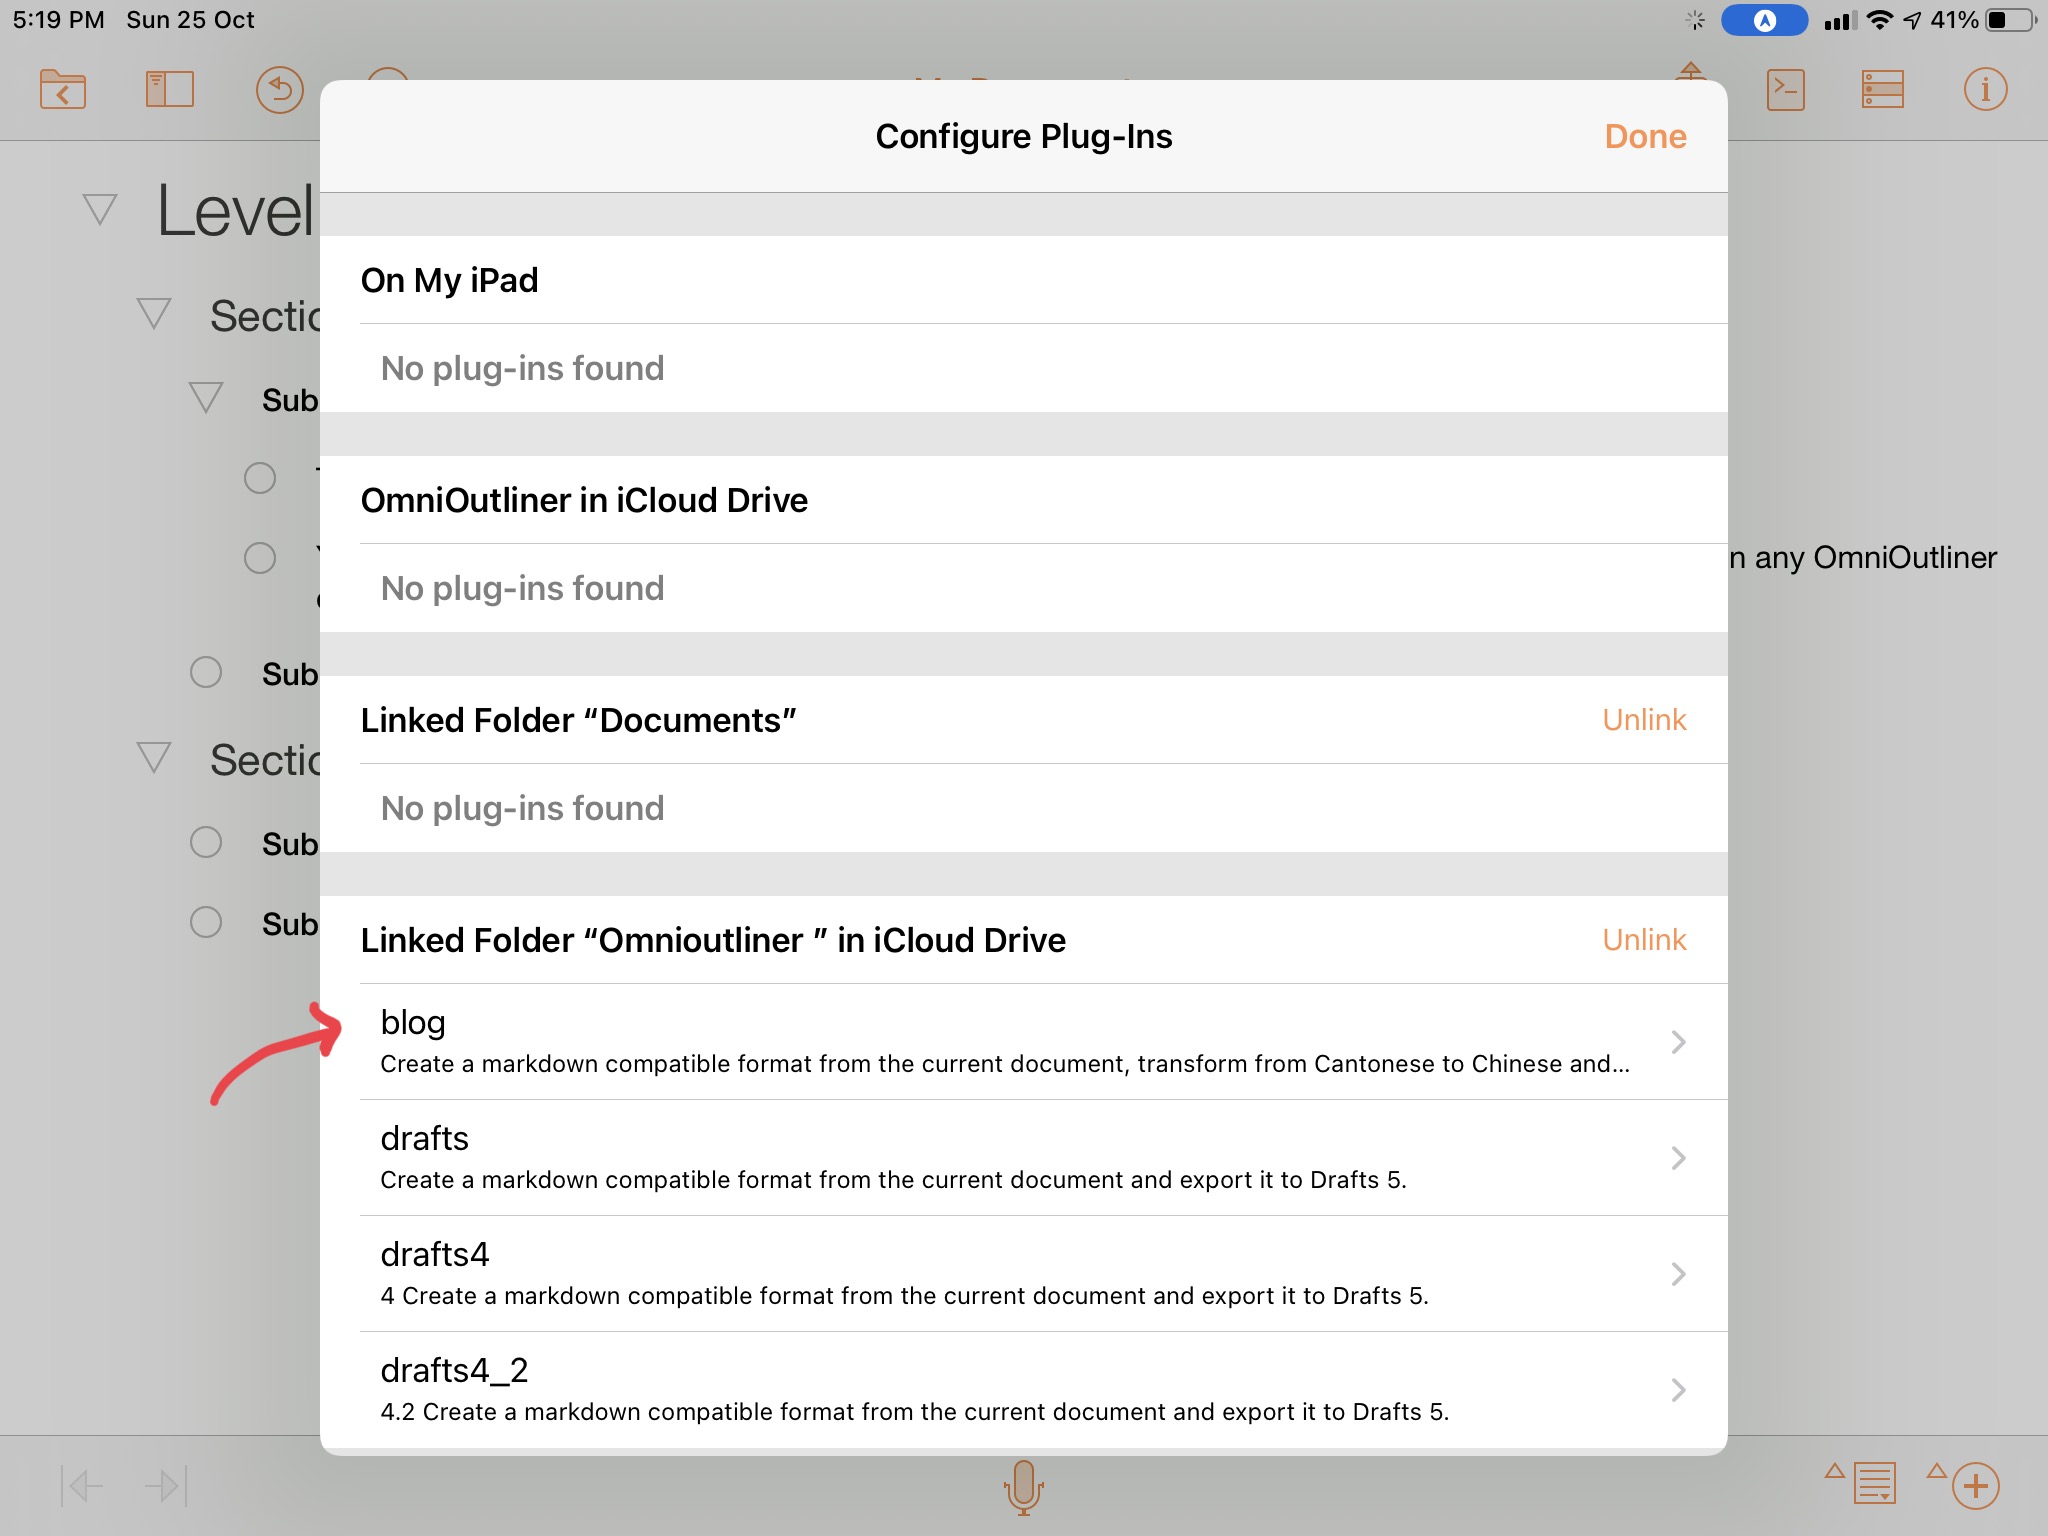 5:19 PM Sun 25 Oct
41%
Configure Plug-Ins
Done
Level
On My iPad
Sectio
No plug-ins found
Sub
OmniOutliner in iCloud Drive
n any OmniOutliner
No plug-ins found
Sub
Linked Folder “Documents”
Unlink
Sectio
No plug-ins found
Sub
Sub
Linked Folder “Omnioutliner ” in iCloud Drive
Unlink
blog
Create a markdown compatible format from the current document, transform from Cantonese to Chinese and...
drafts
Create a markdown compatible format from the current document and export it to Drafts 5.
drafts4
4 Create a markdown compatible format from the current document and export it to Drafts 5.
drafts4_2
4.2 Create a markdown compatible format from the current document and export it to Drafts 5.